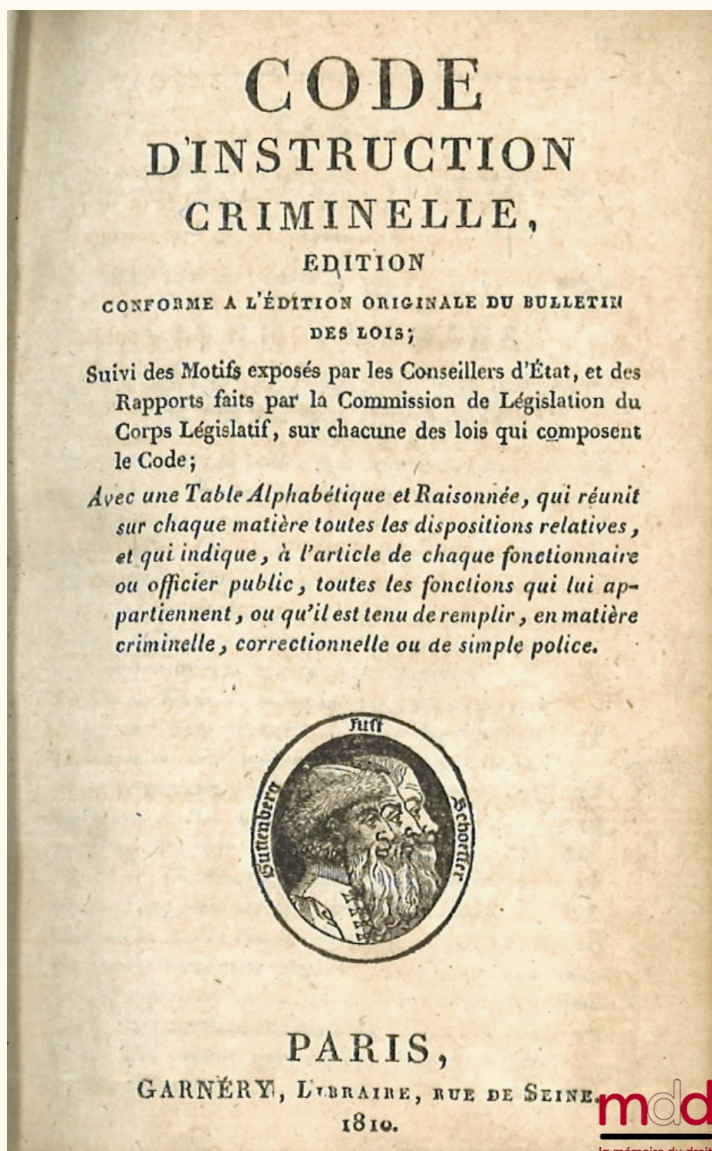 CODE
D'INSTRUCTION
CRIMINELLE,
EDITION
CONFORME A L'ÉDITION ORIGINALE DU BULLETIN
DES LOIS;
Suivi des Motifs exposés par les Conseillers d'État, et des
Rapports faits par la Commission de Législation du
Corps Législatif, sur chacune des lois qui composent
le Code;
Avec une Table Alphabétique et Raisonnée, qui réunit
sur chaque matière toutes les dispositions relatives,
et qui indique, à l'article de chaque fonctionnaire
ou officier public, toutes les fonctions qui lui ap-
partiennent, ou qu'il est tenu de remplir, en matière
criminelle, correctionnelle ou de simple police.
Fust
Guttenberg
Schoeffer
PARIS,
GARNÉRY, LIBRAIRE, RUE DE SEINE.
1810.
mdd
la mémoire du droit